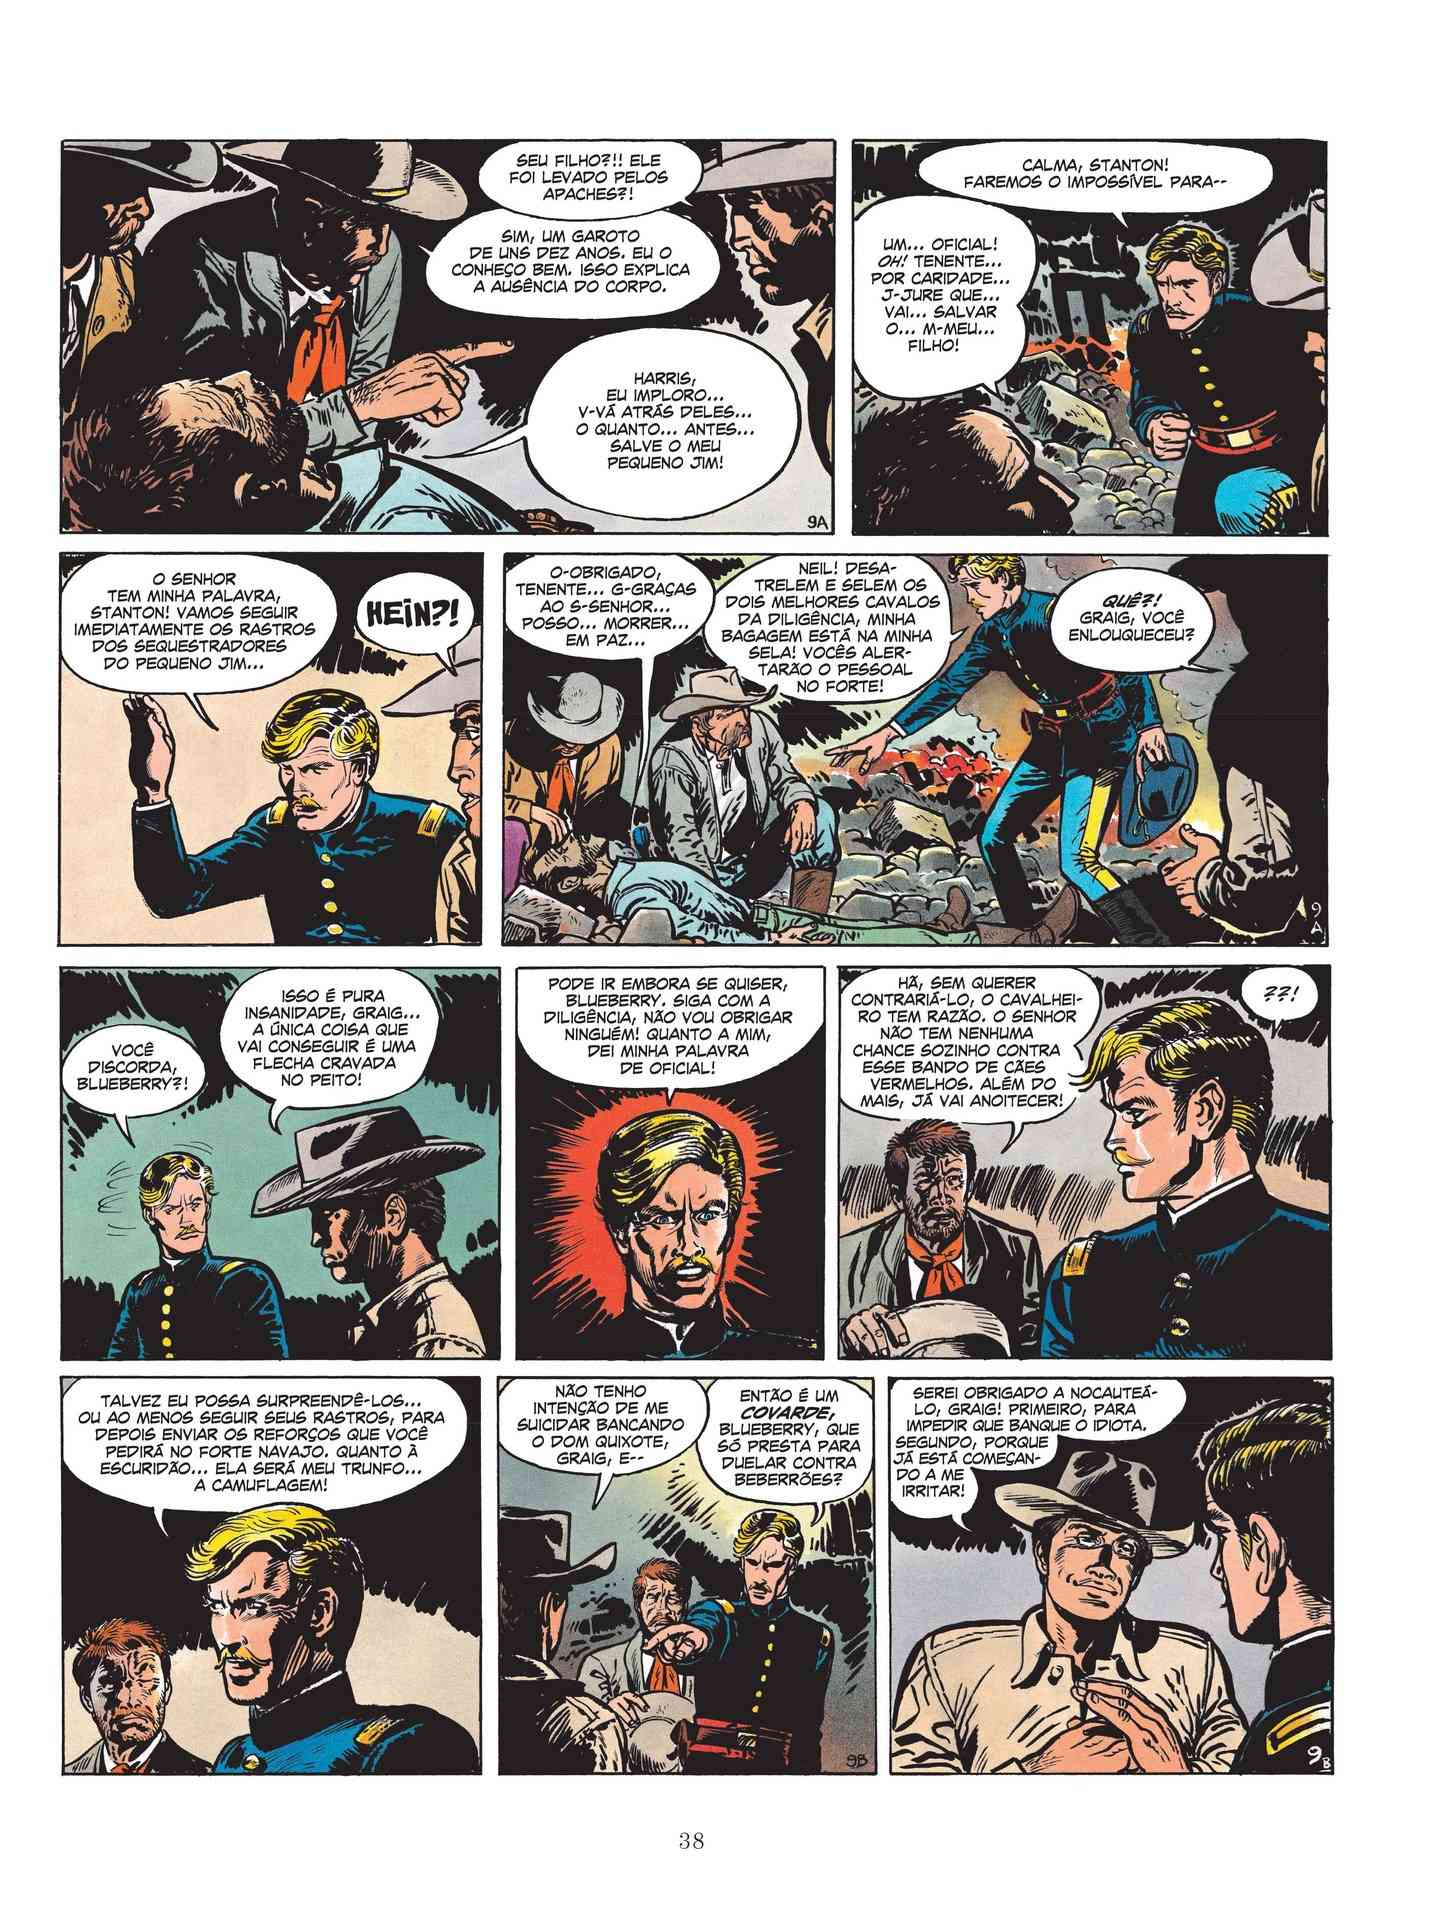 SEU FILHO?!! ELE
FOI LEVADO PELOS
APACHES?!
SIM, UM GAROTO
DE UNS DEZ ANOS. EU O
CONHEÇO BEM. ISSO EXPLICA
A AUSÊNCIA DO CORPO.
HARRIS,
EU IMPLORO...
V-VÁ ATRÁS DELES...
O QUANTO... ANTES...
SALVE O MEU
PEQUENO JIM!
9A
CALMA, STANTON!
FAREMOS O IMPOSSÍVEL PARA--
UM... OFICIAL!
OH! TENENTE...
POR CARIDADE...
J-JURE QUE...
VAI... SALVAR
O... M-MEU...
FILHO!
O SENHOR
TEM MINHA PALAVRA,
STANTON! VAMOS SEGUIR
IMEDIATAMENTE OS RASTROS
DOS SEQUESTRADORES
DO PEQUENO JIM...
HEIN?!
O-OBRIGADO,
TENENTE... G-GRAÇAS
AO S-SENHOR...
POSSO... MORRER...
EM PAZ...
NEIL! DESA-
TRELEM E SELEM OS
DOIS MELHORES CAVALOS
DA DILIGÊNCIA, MINHA
BAGAGEM ESTÁ NA MINHA
SELA! VOCÊS ALER-
TARÃO O PESSOAL
NO FORTE!
QUÊ?!
GRAIG, VOCÊ
ENLOUQUECEU?
9
A
VOCÊ
DISCORDA,
BLUEBERRY?!
ISSO É PURA
INSANIDADE, GRAIG...
A ÚNICA COISA QUE
VAI CONSEGUIR É UMA
FLECHA CRAVADA
NO PEITO!
PODE IR EMBORA SE QUISER,
BLUEBERRY. SIGA COM A
DILIGÊNCIA, NÃO VOU OBRIGAR
NINGUÉM! QUANTO A MIM,
DEI MINHA PALAVRA
DE OFICIAL!
HÃ, SEM QUERER
CONTRARIÁ-LO, O CAVALHEI-
RO TEM RAZÃO. O SENHOR
NÃO TEM NENHUMA
CHANCE SOZINHO CONTRA
ESSE BANDO DE CÃES
VERMELHOS. ALÉM DO
MAIS, JÁ VAI ANOITECER!
??!
TALVEZ EU POSSA SURPREENDÊ-LOS...
OU AO MENOS SEGUIR SEUS RASTROS, PARA
DEPOIS ENVIAR OS REFORÇOS QUE VOCÊ
PEDIRÁ NO FORTE NAVAJO. QUANTO À
ESCURIDÃO... ELA SERÁ MEU TRUNFO...
A CAMUFLAGEM!
NÃO TENHO
INTENÇÃO DE ME
SUICIDAR BANCANDO
O DOM QUIXOTE,
GRAIG, E--
ENTÃO É UM
COVARDE,
BLUEBERRY, QUE
SÓ PRESTA PARA
DUELAR CONTRA
BEBERRÕES?
9B
SEREI OBRIGADO A NOCAUTEÁ-
LO, GRAIG! PRIMEIRO, PARA
IMPEDIR QUE BANQUE O IDIOTA.
SEGUNDO, PORQUE
JÁ ESTÁ COMEÇAN-
DO A ME
IRRITAR!
9
B
38